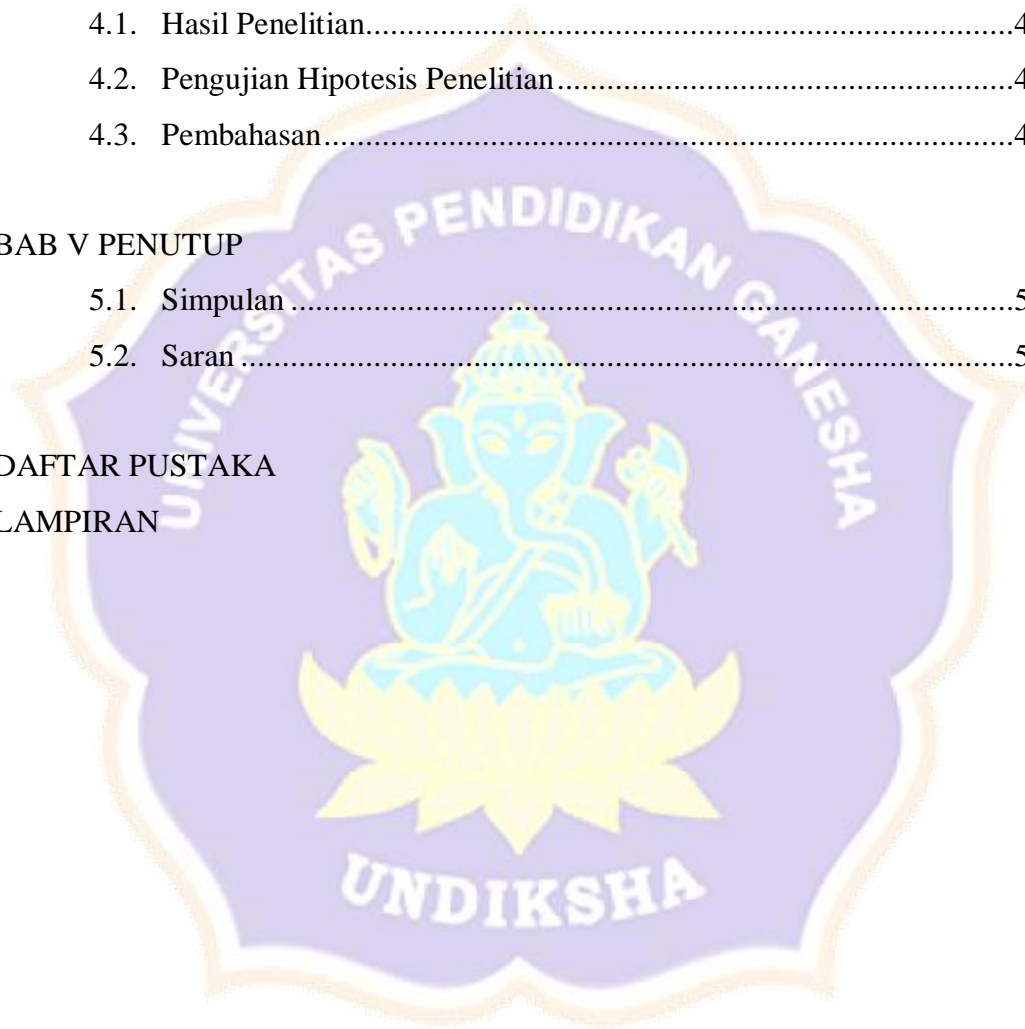 4.1. Hasil Penelitian..........................................................................4
4.2. Pengujian Hipotesis Penelitian....................................................4
4.3. Pembahasan...............................................................................4
BAB V PENUTUP
5.1. Simpulan...................................................................................5
5.2. Saran.........................................................................................5
DAFTAR PUSTAKA
LAMPIRAN
UNIVERSITAS PENDIDIKAN GANESHA
UNDIKSHA